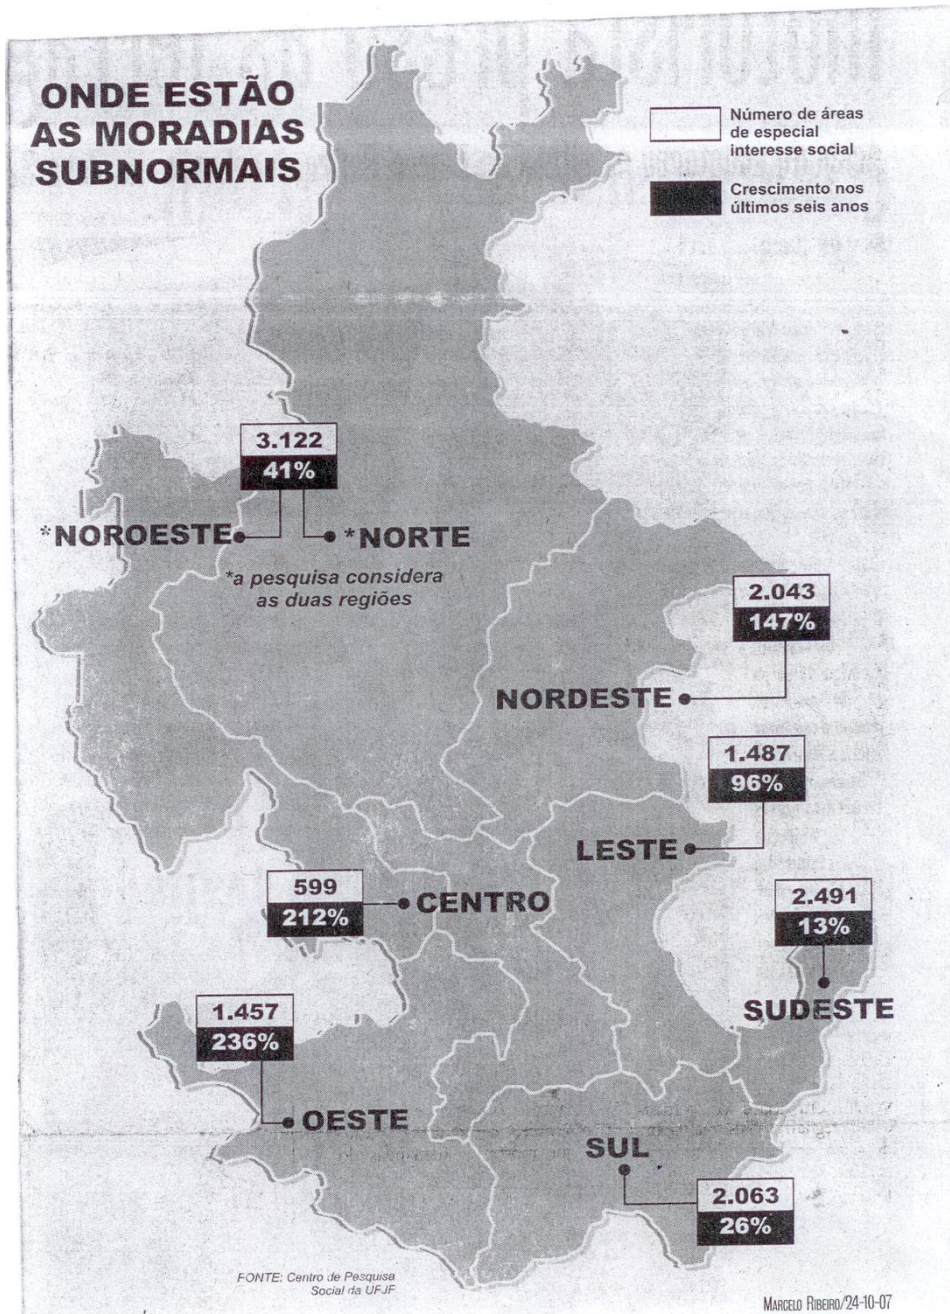 ONDE ESTÃO
AS MORADIAS
SUBNORMAIS
Número de áreas
de especial
interesse social
Crescimento nos
últimos seis anos
3.122
41%
*NOROESTE
*NORTE
*a pesquisa considera
as duas regiões
2.043
147%
NORDESTE
1.487
96%
LESTE
599
212%
CENTRO
2.491
13%
SUDESTE
1.457
236%
OESTE
SUL
2.063
26%
FONTE: Centro de Pesquisa
Social da UFJF
MARCELO RIBEIRO/24-10-07